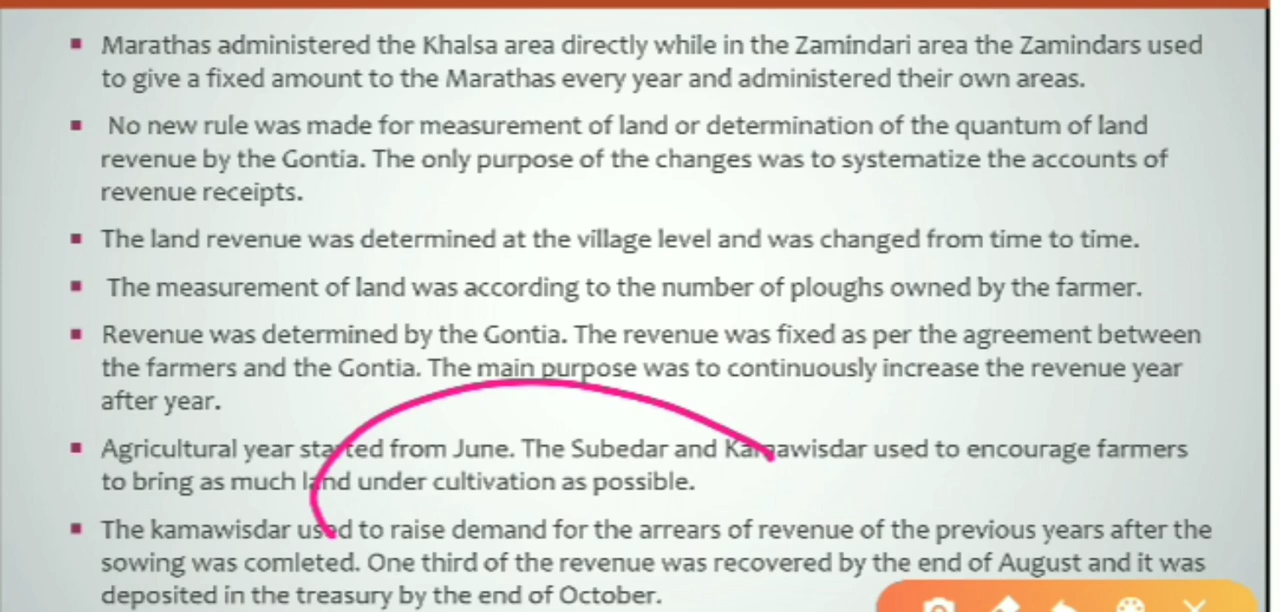 ▪ Marathas administered the Khalsa area directly while in the Zamindari area the Zamindars used
to give a fixed amount to the Marathas every year and administered their own areas.
▪ No new rule was made for measurement of land or determination of the quantum of land
revenue by the Gontia. The only purpose of the changes was to systematize the accounts of
revenue receipts.
▪ The land revenue was determined at the village level and was changed from time to time.
▪ The measurement of land was according to the number of ploughs owned by the farmer.
▪ Revenue was determined by the Gontia. The revenue was fixed as per the agreement between
the farmers and the Gontia. The main purpose was to continuously increase the revenue year
after year.
▪ Agricultural year started from June. The Subedar and Kamawisdar used to encourage farmers
to bring as much land under cultivation as possible.
▪ The kamawisdar used to raise demand for the arrears of revenue of the previous years after the
sowing was comleted. One third of the revenue was recovered by the end of August and it was
deposited in the treasury by the end of October.